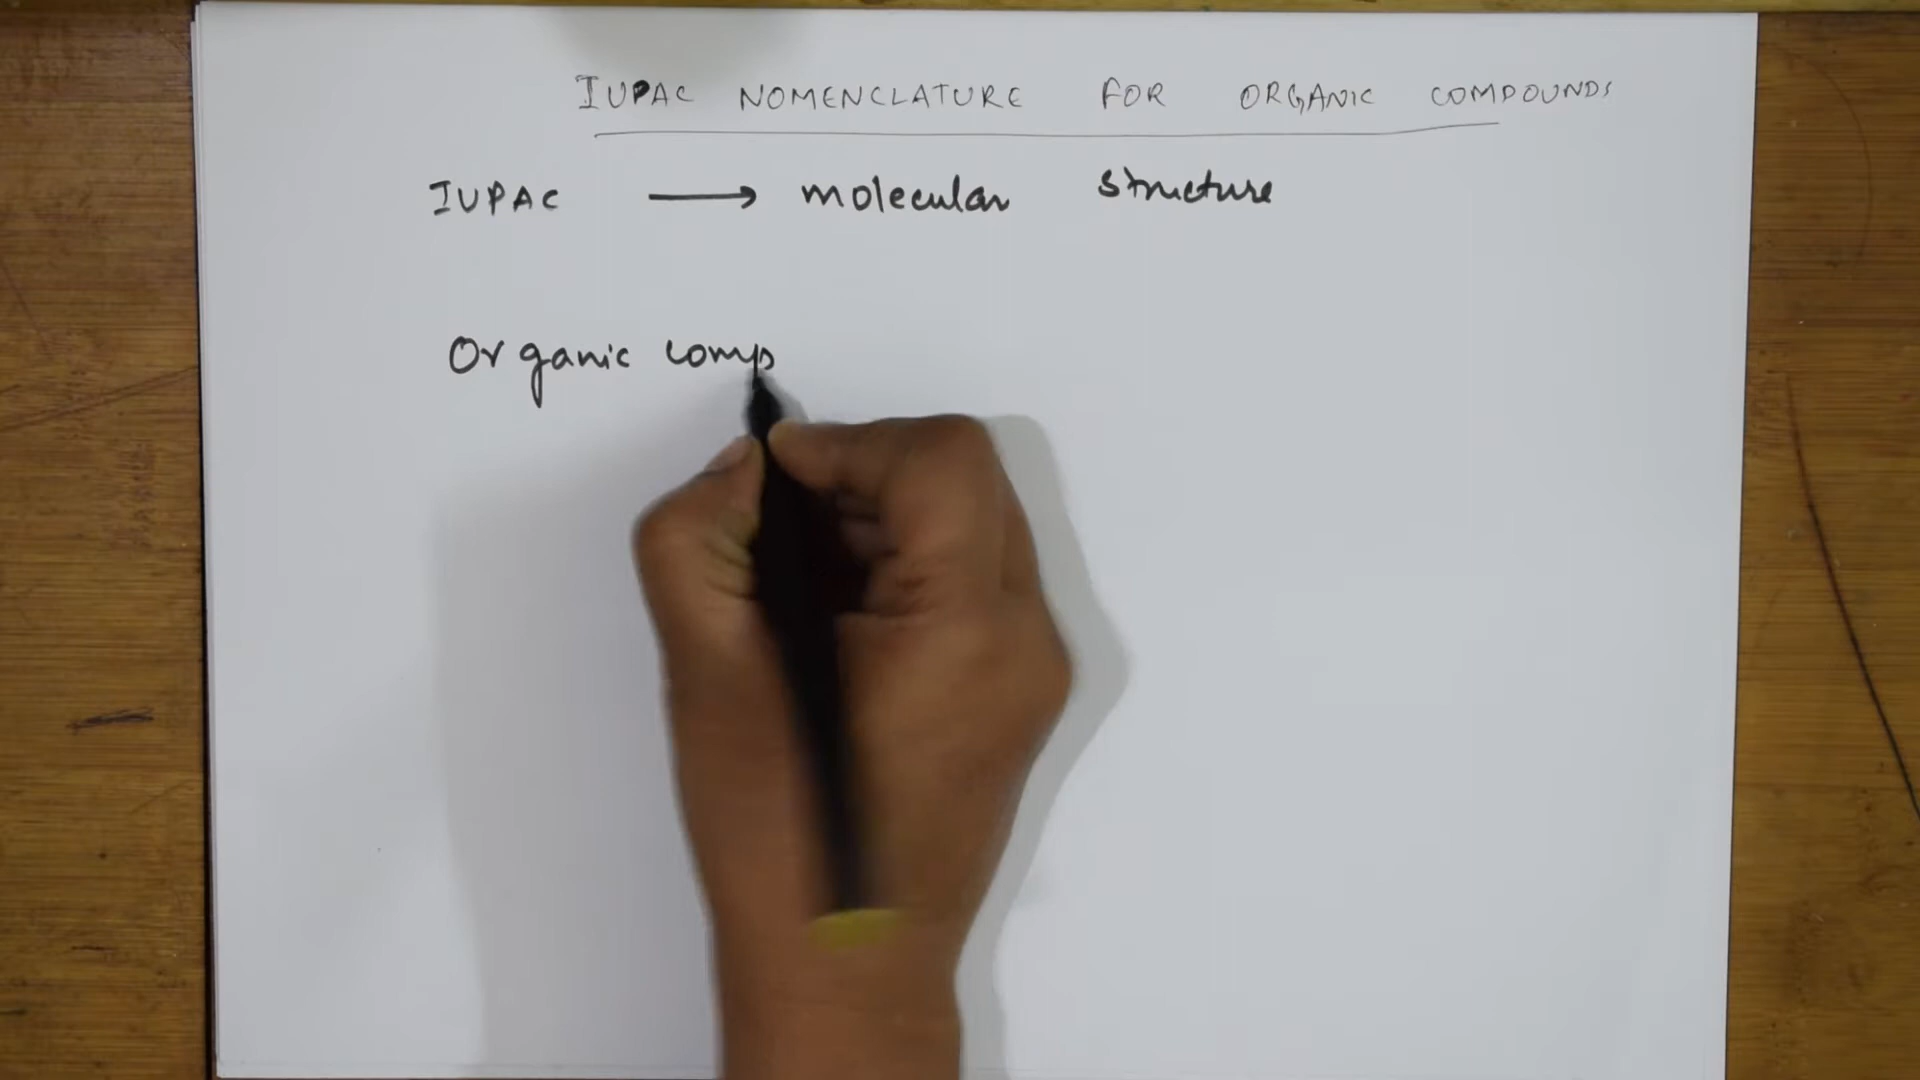 IUPAC NOMENCLATURE FOR ORGANIC COMPOUNDS
IUPAC → molecular structure
Organic comp